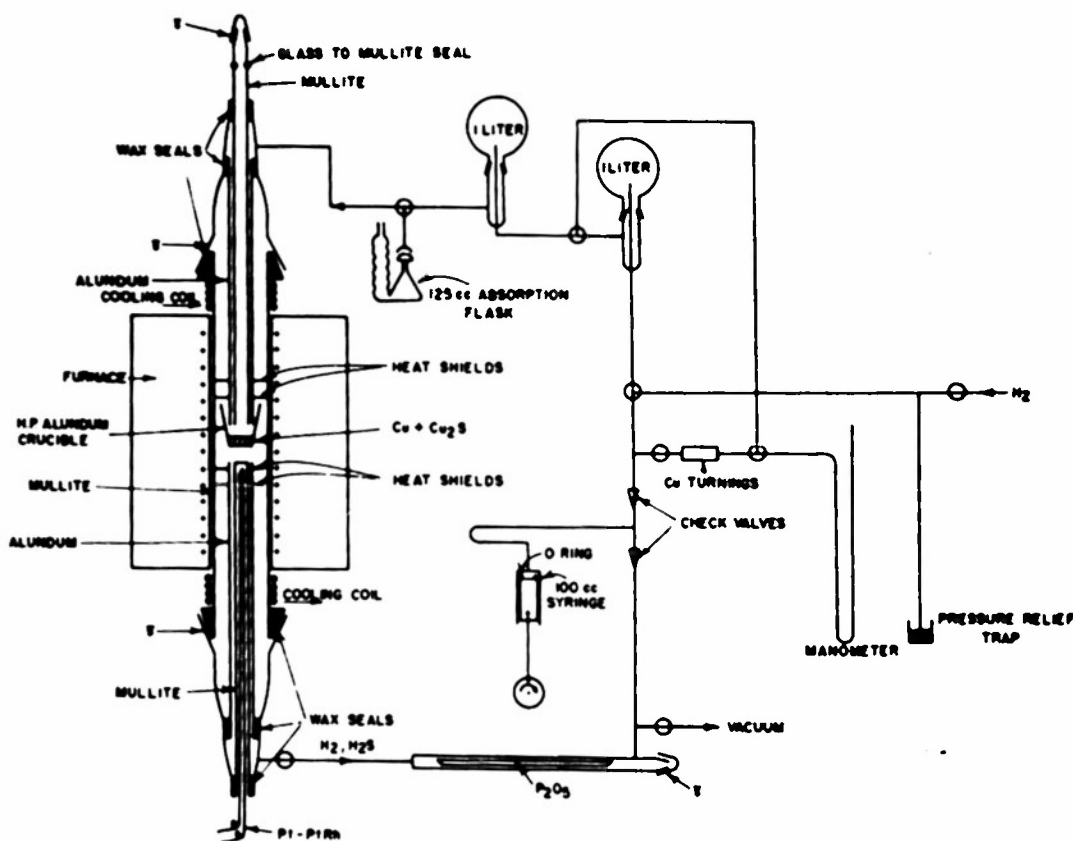 T
GLASS TO MULLITE SEAL
MULLITE
1 LITER
1 LITER
WAX SEALS
T
ALUNDUM
COOLING COIL
125 cc ABSORPTION
FLASK
FURNACE
HEAT SHIELDS
H2
H.P. ALUNDUM
CRUCIBLE
Cu + Cu2S
MULLITE
HEAT SHIELDS
Cu TURNINGS
CHECK VALVES
ALUNDUM
O RING
100 cc
SYRINGE
COOLING COIL
T
PRESSURE RELIEF
TRAP
MANOMETER
MULLITE
WAX SEALS
VACUUM
H2, H2S
P2O5
T
Pt - PtRh